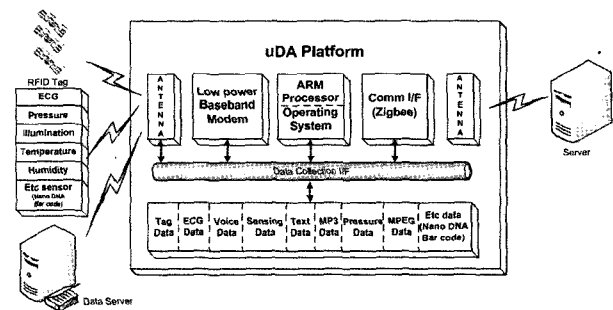 uDA Platform
RFID Tag
ECG
Pressure
Illumination
Temperature
Humidity
Etc sensor
(Nano DNA
Bar code)
Data Server
ANTENNA
Low power
Baseband
Modem
ARM
Processor
Operating
System
Comm I/F
(Zigbee)
ANTENNA
Server
Data Collection I/F
Tag Data
ECG Data
Voice Data
Sensing Data
Text Data
MP3 Data
Pressure Data
MPEG Data
Etc data
(Nano DNA
Bar code)